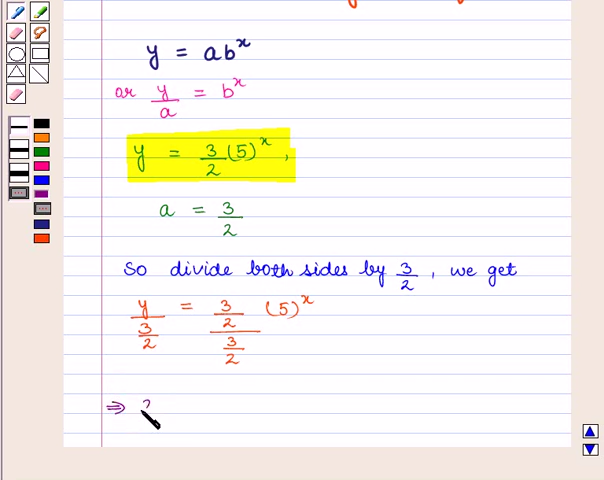 y = ab^x
or y/a = b^x
y = 3/2 (5)^x,
a = 3/2
So divide both sides by 3/2, we get
y/(3/2) = (3/2)/(3/2) (5)^x
⇒